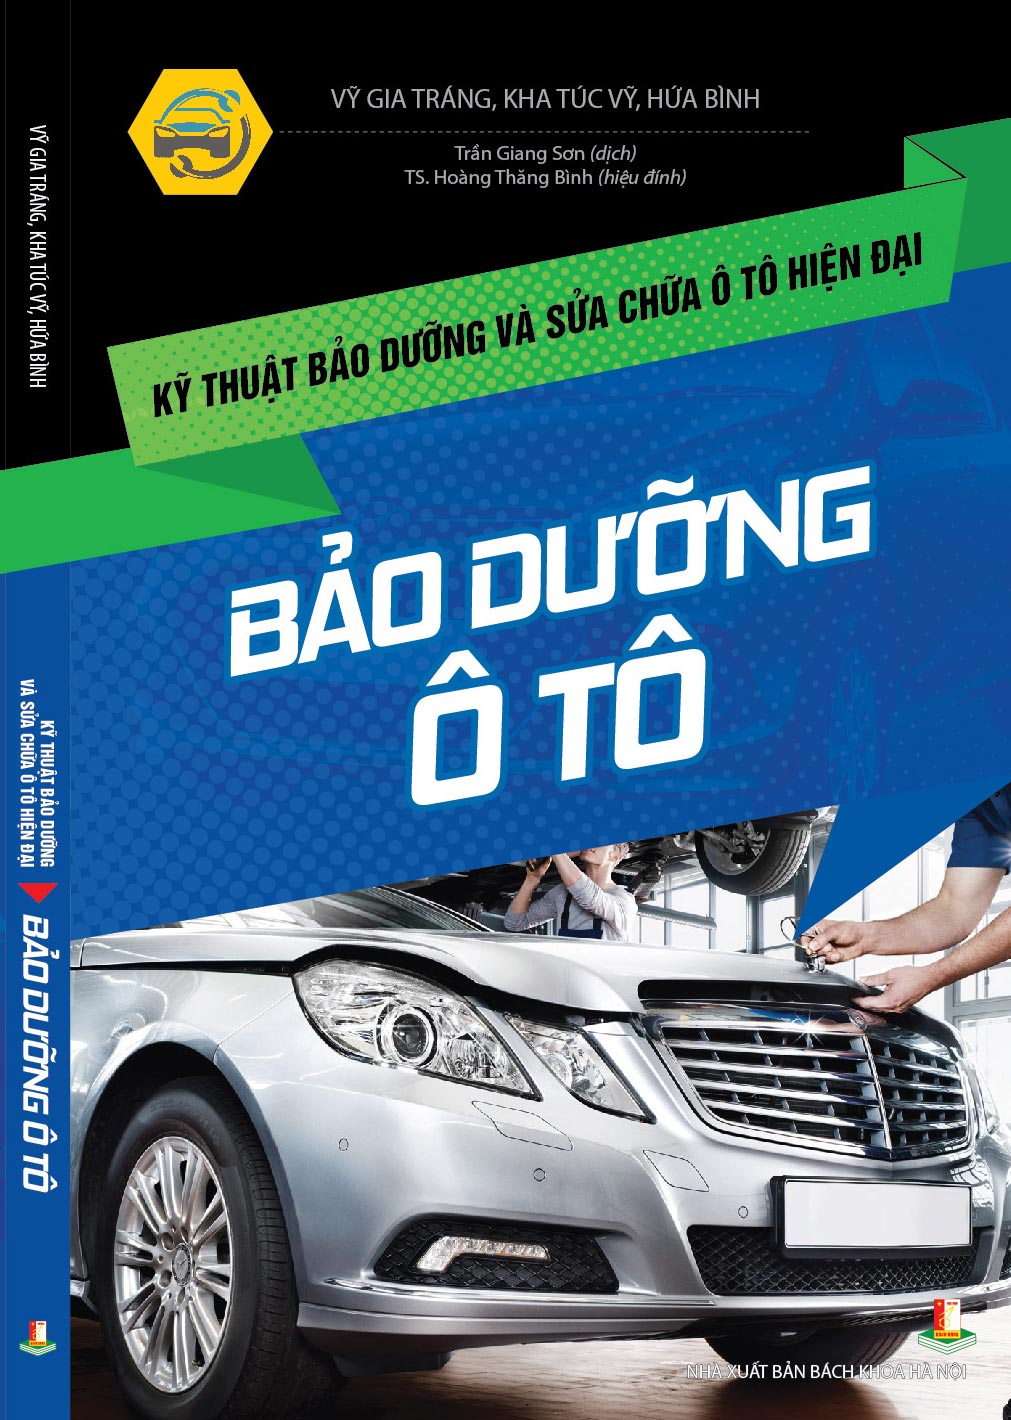 VỸ GIA TRÁNG, KHA TÚC VỸ, HỨA BÌNH
Trần Giang Sơn (dịch)
TS. Hoàng Thăng Bình (hiệu đính)
KỸ THUẬT BẢO DƯỠNG VÀ SỬA CHỮA Ô TÔ HIỆN ĐẠI
BẢO DƯỠNG
Ô TÔ
NHÀ XUẤT BẢN BÁCH KHOA HÀ NỘI
VỸ GIA TRÁNG, KHA TÚC VỸ, HỨA BÌNH
KỸ THUẬT BẢO DƯỠNG
VÀ SỬA CHỮA Ô TÔ HIỆN ĐẠI
BẢO DƯỠNG Ô TÔ